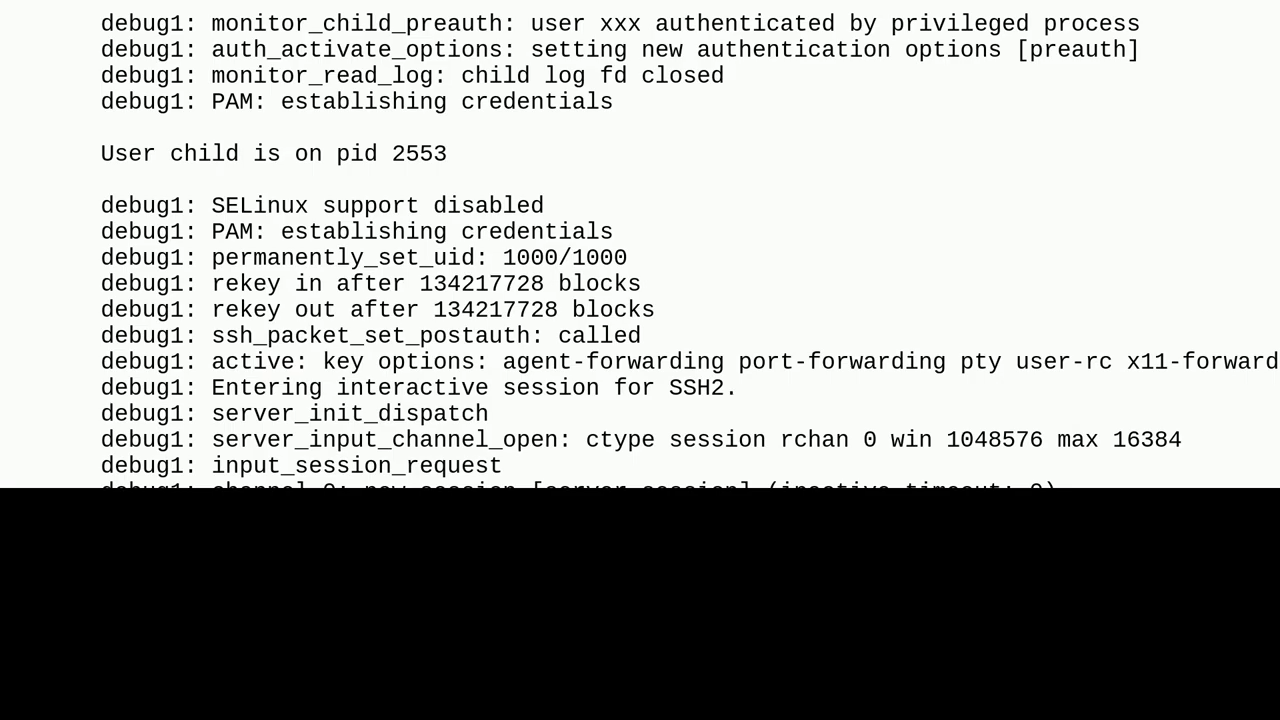 debug1: monitor_child_preauth: user xxx authenticated by privileged process
debug1: auth_activate_options: setting new authentication options [preauth]
debug1: monitor_read_log: child log fd closed
debug1: PAM: establishing credentials
User child is on pid 2553
debug1: SELinux support disabled
debug1: PAM: establishing credentials
debug1: permanently_set_uid: 1000/1000
debug1: rekey in after 134217728 blocks
debug1: rekey out after 134217728 blocks
debug1: ssh_packet_set_postauth: called
debug1: active: key options: agent-forwarding port-forwarding pty user-rc x11-forward
debug1: Entering interactive session for SSH2.
debug1: server_init_dispatch
debug1: server_input_channel_open: ctype session rchan 0 win 1048576 max 16384
debug1: input_session_request